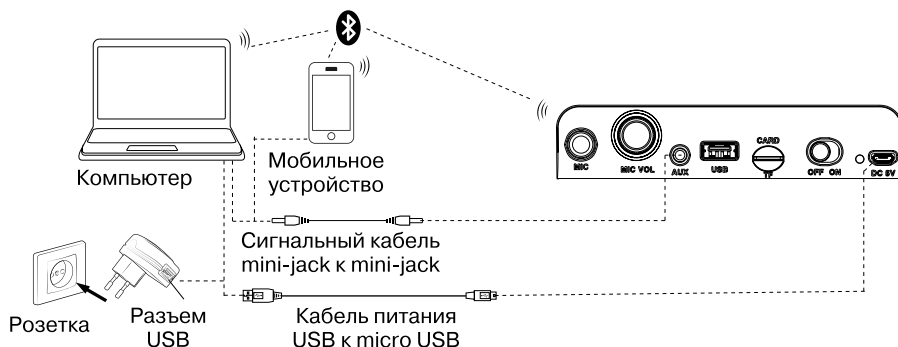 Компьютер
Мобильное
устройство
MIC
MIC VOL
AUX
USB
CARD
TF
OFF ON
DC 5V
Сигнальный кабель
mini-jack к mini-jack
Розетка
Разъем
USB
Кабель питания
USB к micro USB